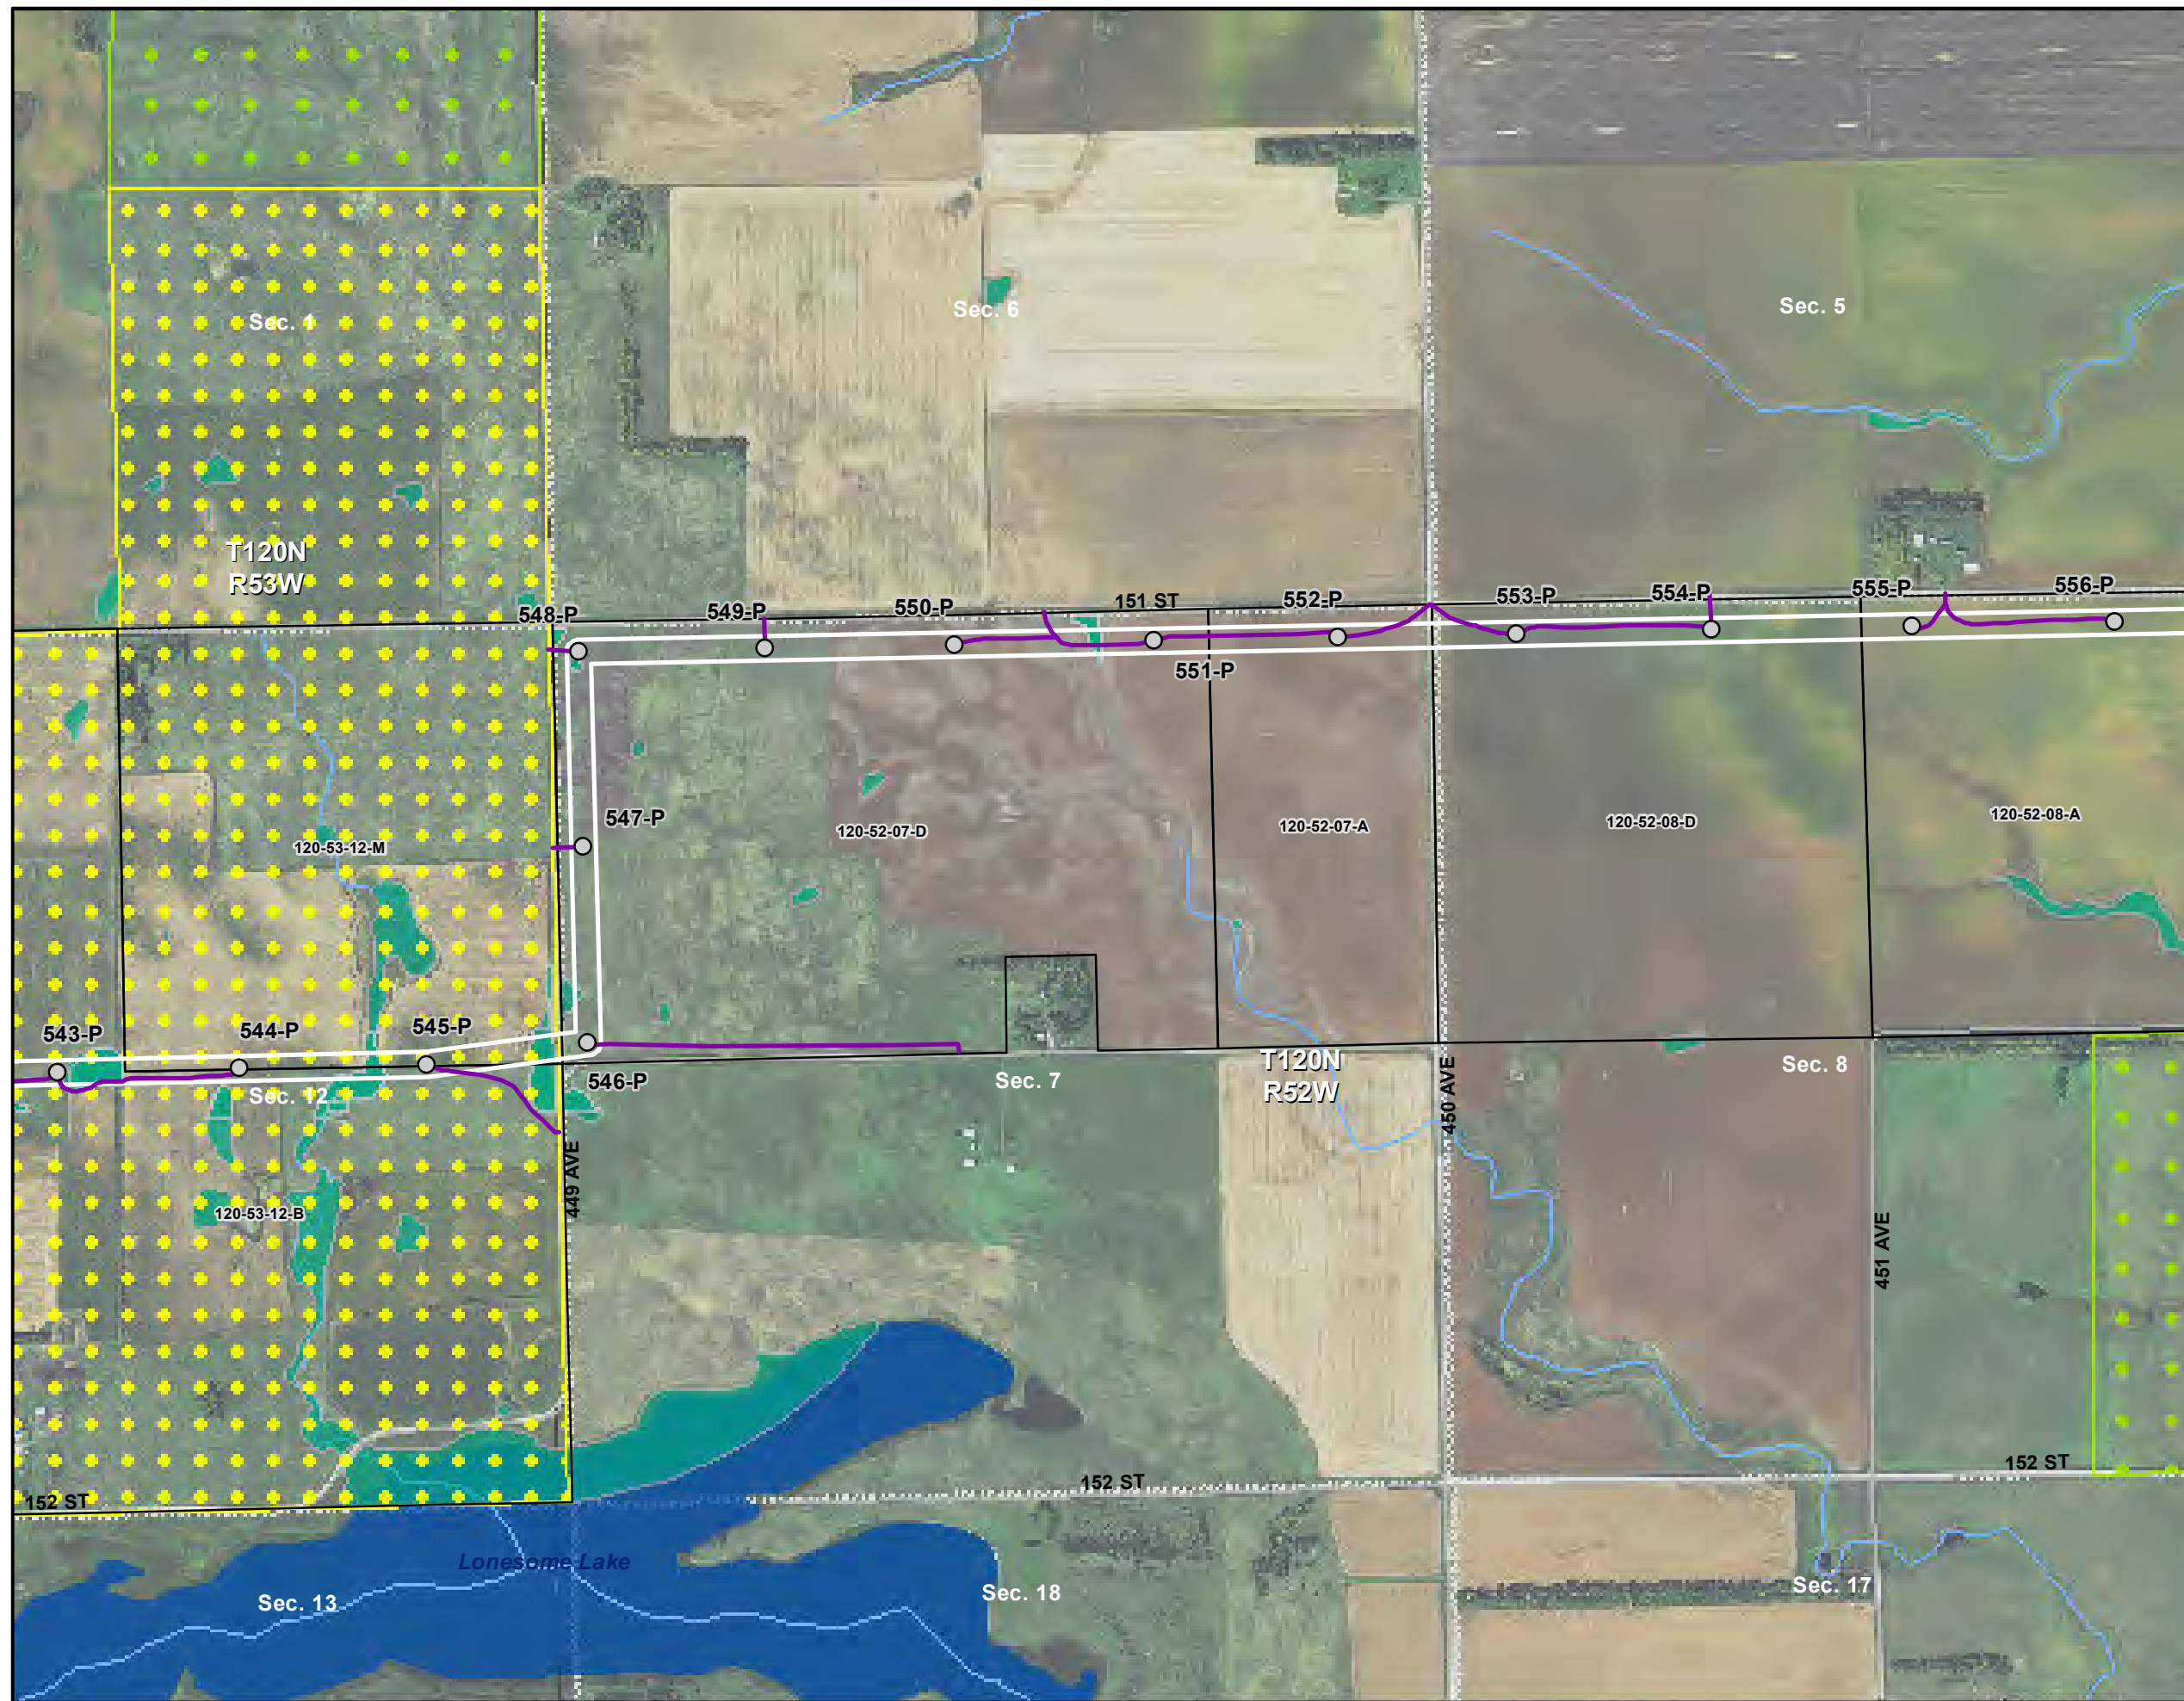 Sec. 1
Sec. 6
Sec. 5
T120N
R53W
548-P
549-P
550-P
151 ST
552-P
553-P
554-P
555-P
556-P
551-P
547-P
120-53-12-M
120-52-07-D
120-52-07-A
120-52-08-D
120-52-08-A
543-P
544-P
545-P
546-P
Sec. 12
Sec. 7
T120N
R52W
450 AVE
Sec. 8
449 AVE
120-53-12-B
451 AVE
152 ST
152 ST
152 ST
Lonesome Lake
Sec. 13
Sec. 18
Sec. 17